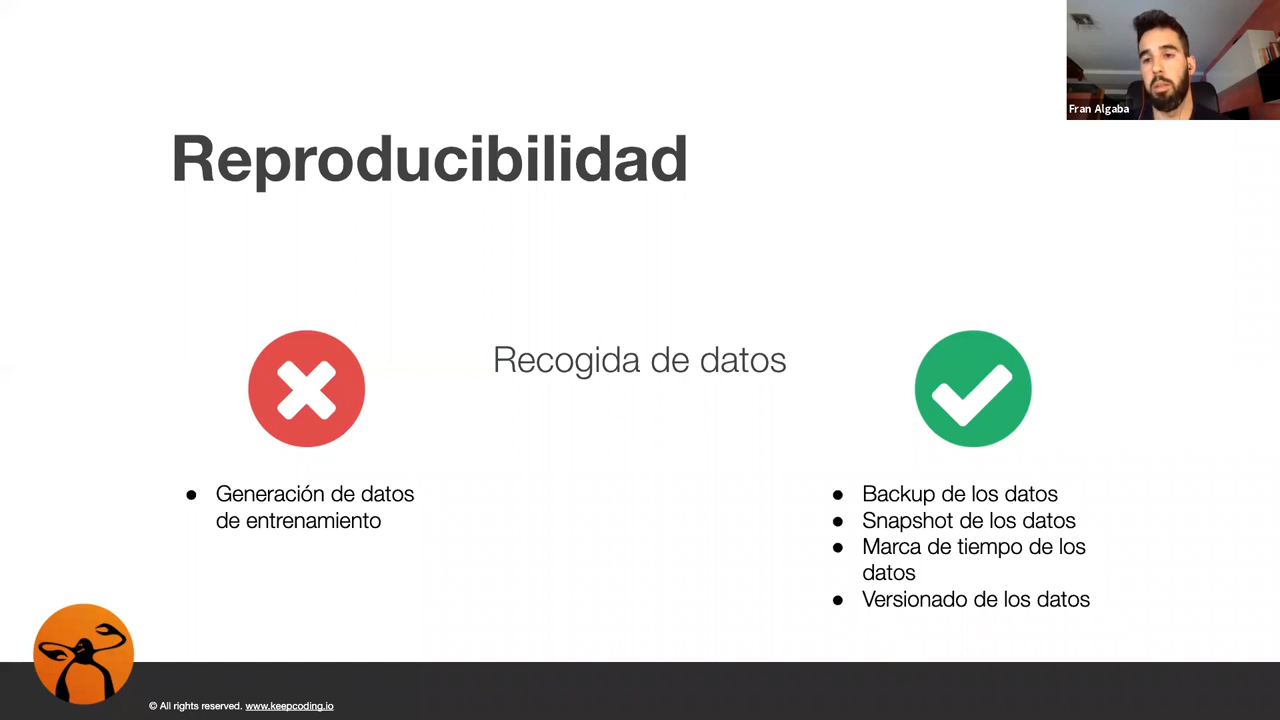 Fran Algaba
Reproducibilidad
Recogida de datos
● Generación de datos
de entrenamiento
● Backup de los datos
● Snapshot de los datos
● Marca de tiempo de los
datos
● Versionado de los datos
© All rights reserved. www.keepcoding.io